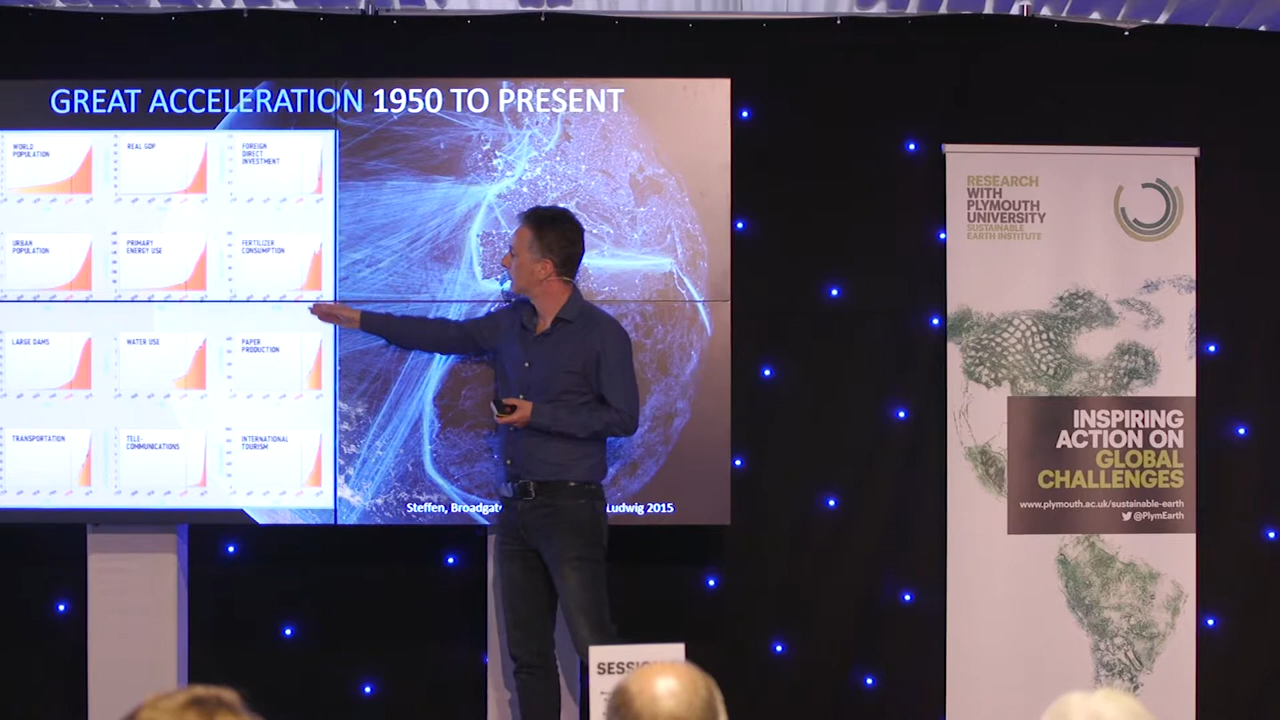 GREAT ACCELERATION 1950 TO PRESENT
WORLD
POPULATION
REAL GDP
FOREIGN
DIRECT
INVESTMENT
URBAN
POPULATION
PRIMARY
ENERGY USE
FERTILIZER
CONSUMPTION
LARGE DAMS
WATER USE
PAPER
PRODUCTION
TRANSPORTATION
TELE-
COMMUNICATIONS
INTERNATIONAL
TOURISM
Steffen, Ludwig 2015
RESEARCH
WITH
PLYMOUTH
UNIVERSITY
SUSTAINABLE
EARTH INSTITUTE
INSPIRING
ACTION ON
GLOBAL
CHALLENGES
www.plymouth.ac.uk/sustainable-earth
@PlymEarth